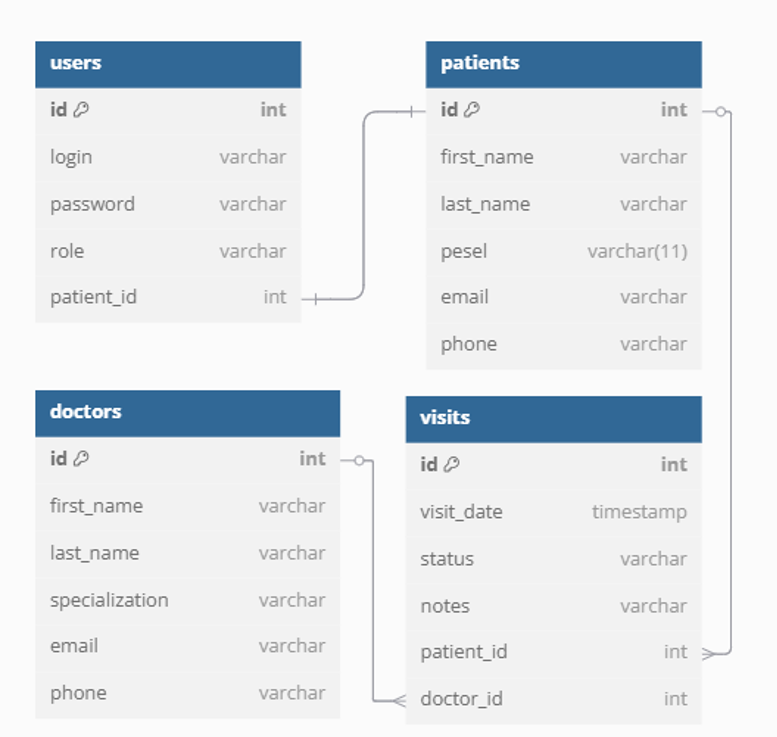 users
id int
login varchar
password varchar
role varchar
patient_id int
patients
id int
first_name varchar
last_name varchar
pesel varchar(11)
email varchar
phone varchar
doctors
id int
first_name varchar
last_name varchar
specialization varchar
email varchar
phone varchar
visits
id int
visit_date timestamp
status varchar
notes varchar
patient_id int
doctor_id int